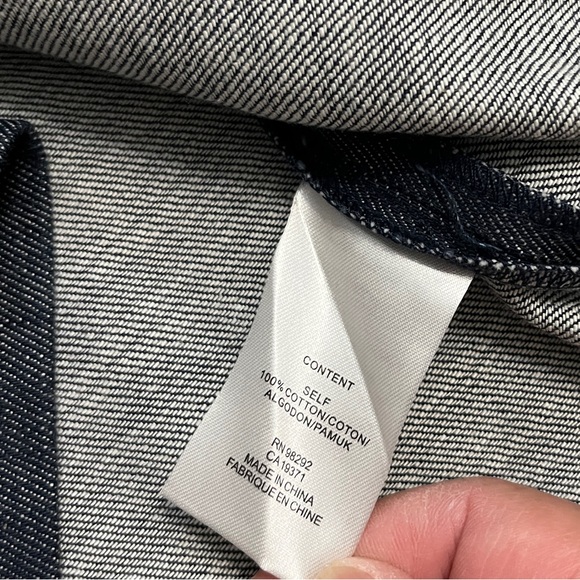 CONTENT
SELF
100%COTTON/COTON/
ALGODON/PAMUK
RN 98292
CA 19371
MADE IN CHINA
FABRIQUE EN CHINE